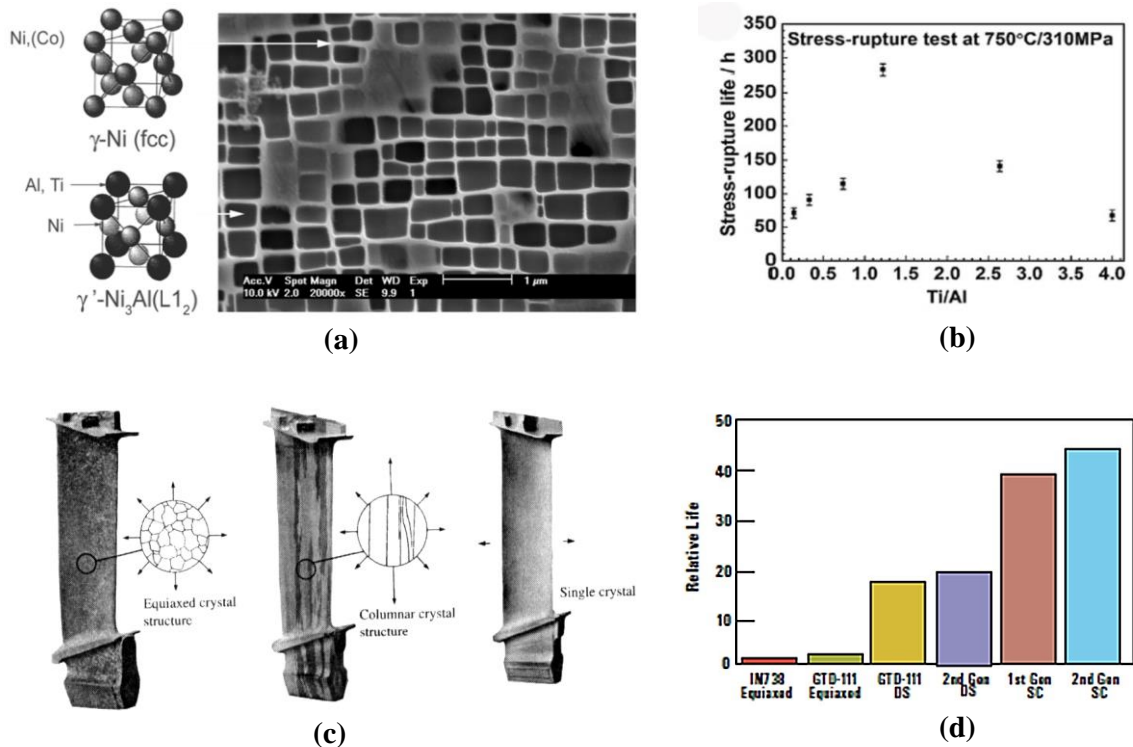 Ni,(Co)
γ-Ni (fcc)
Al, Ti
Ni
γ'-Ni₃Al(L1₂)
Acc.V Spot Magn Det WD Exp
10.0 kV 2.0 20000x SE 9.9 1
1 μm
(a)
Stress-rupture test at 750°C/310MPa
Stress-rupture life / h
350
300
250
200
150
100
50
0
0.0 0.5 1.0 1.5 2.0 2.5 3.0 3.5 4.0
Ti/Al
(b)
Equiaxed crystal
structure
Columnar crystal
structure
Single crystal
(c)
Relative Life
50
40
30
20
10
0
IN738
Equiaxed
GTD-111
Equiaxed
GTD-111
DS
2nd Gen
DS
1st Gen
SC
2nd Gen
SC
(d)